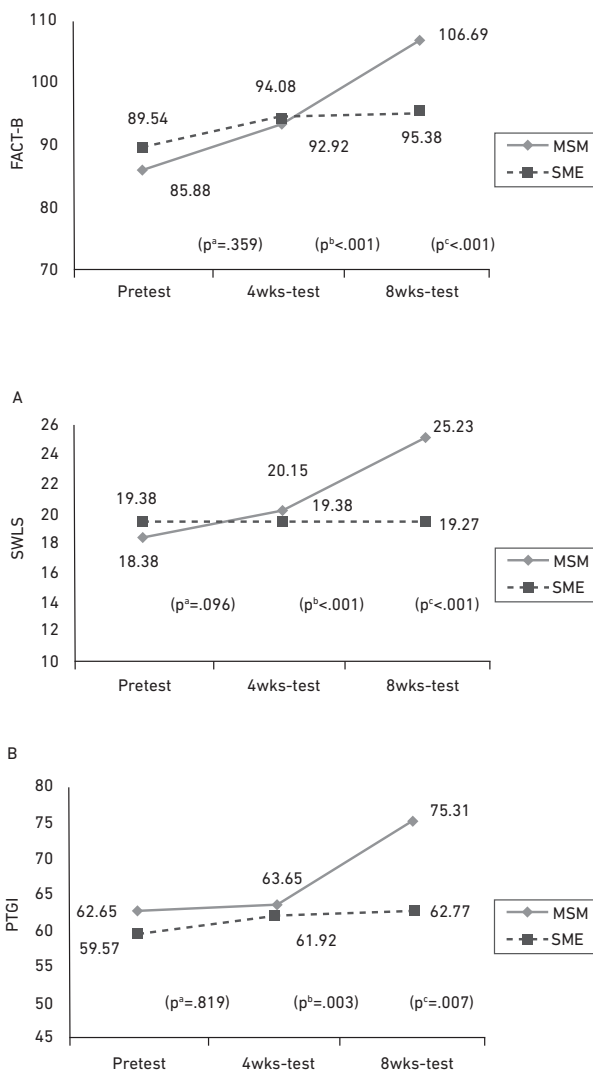 110
106.69
100
94.08
89.54
FACT-B
90
92.92
95.38
MSM
85.88
SME
80
(pᵃ=.359) (pᵇ<.001) (pᶜ<.001)
70
Pretest 4wks-test 8wks-test
A
26
25.23
24
22
20.15
SWLS
20
19.38
19.38
19.27
18
18.38
16
MSM
SME
14
(pᵃ=.096) (pᵇ<.001) (pᶜ<.001)
12
10
Pretest 4wks-test 8wks-test
B
80
75
75.31
70
65
63.65
62.65
PTGI
60
59.57
61.92
62.77
MSM
SME
55
50
(pᵃ=.819) (pᵇ=.003) (pᶜ=.007)
45
Pretest 4wks-test 8wks-test